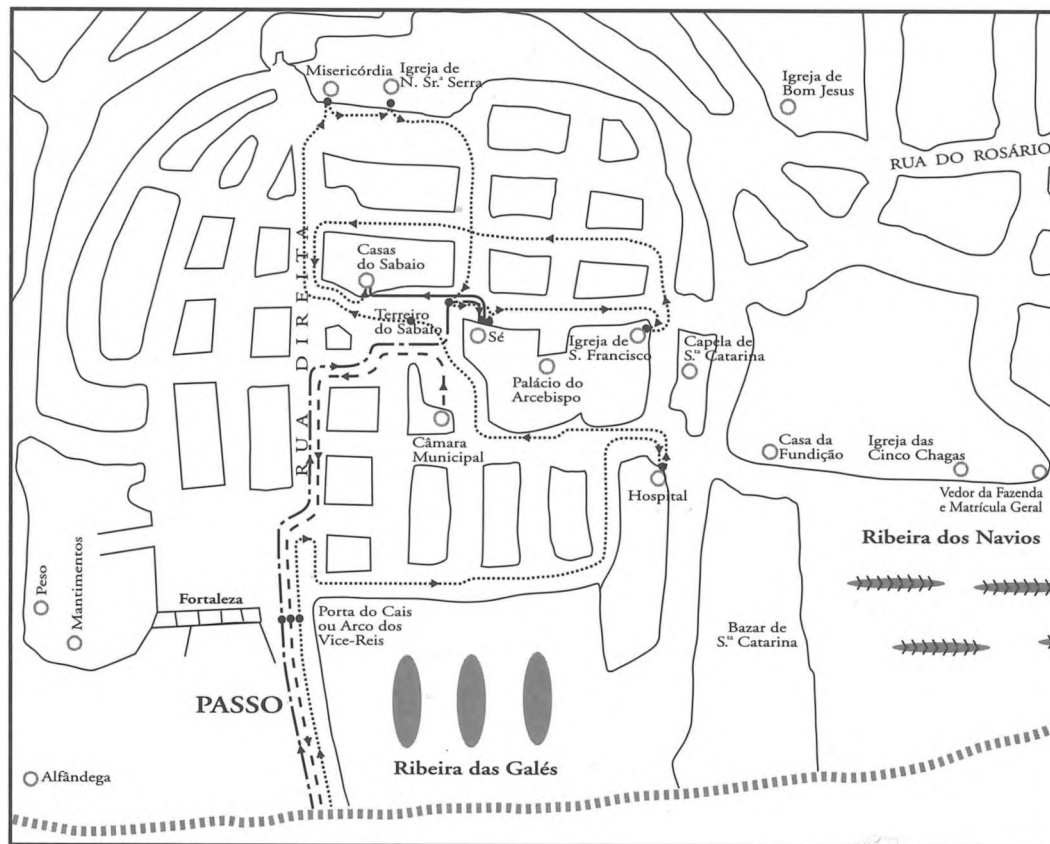 Misericórdia
Igreja de
N. Sr.ª Serra
Igreja de
Bom Jesus
RUA DO ROSÁRIO
RUA DIREITA
Casas
do Sabaio
Terreiro
do Sabaio
Sé
Igreja de
S. Francisco
Capela de
S.ta Catarina
Palácio do
Arcebispo
Câmara
Municipal
Hospital
Casa da
Fundição
Igreja das
Cinco Chagas
Vedor da Fazenda
e Matrícula Geral
Ribeira dos Navios
Peso
Mantimentos
Fortaleza
Porta do Cais
ou Arco dos
Vice-Reis
Bazar de
S.ta Catarina
PASSO
Ribeira das Galés
Alfândega